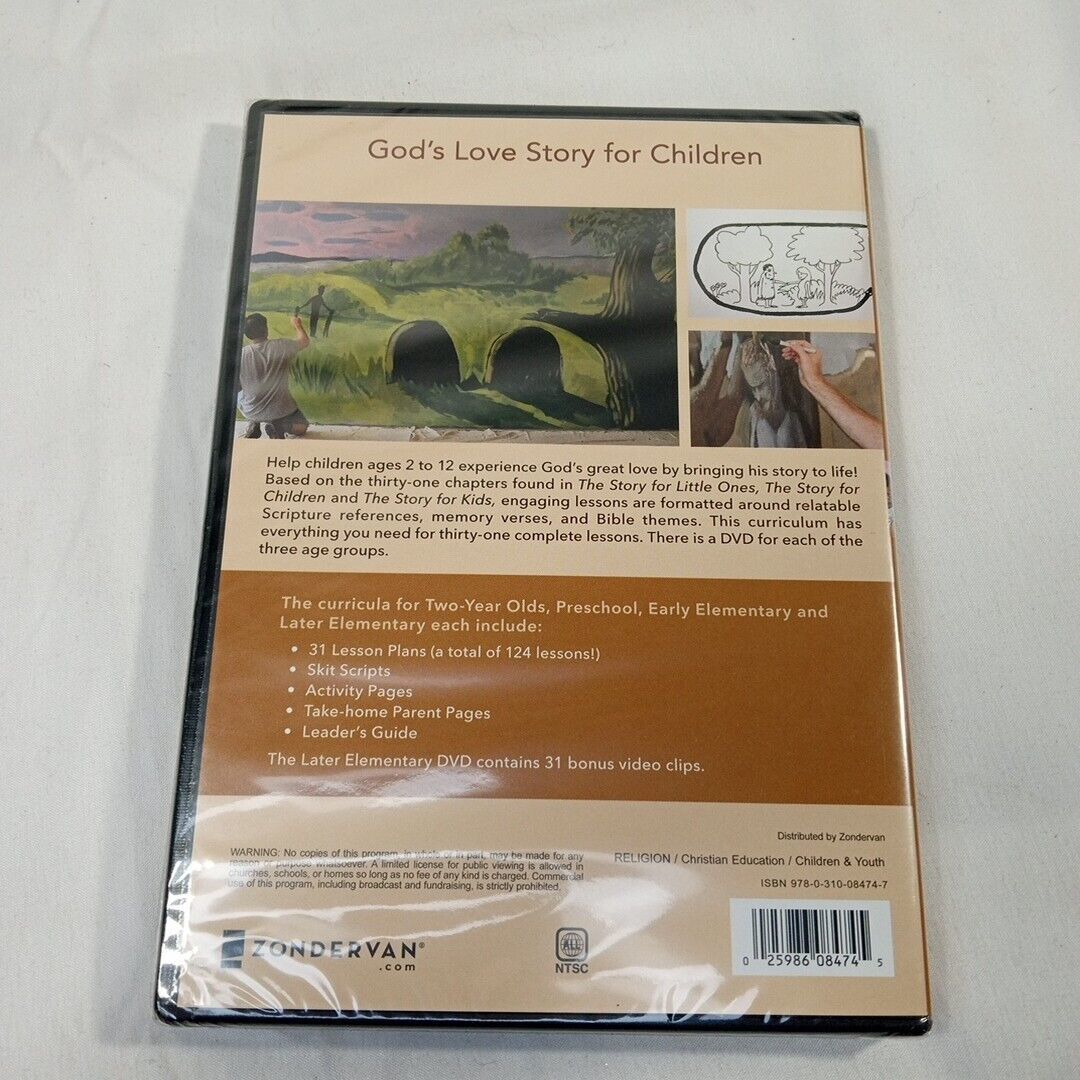 God's Love Story for Children
Help children ages 2 to 12 experience God's great love by bringing his story to life!
Based on the thirty-one chapters found in The Story for Little Ones, The Story for
Children and The Story for Kids, engaging lessons are formatted around relatable
Scripture references, memory verses, and Bible themes. This curriculum has
everything you need for thirty-one complete lessons. There is a DVD for each of the
three age groups.
The curricula for Two-Year Olds, Preschool, Early Elementary and
Later Elementary each include:
• 31 Lesson Plans (a total of 124 lessons!)
• Skit Scripts
• Activity Pages
• Take-home Parent Pages
• Leader's Guide
The Later Elementary DVD contains 31 bonus video clips.
Distributed by Zondervan
WARNING: No copies of this program, in whole or in part, may be made for any
reason or purpose whatsoever. A limited license for public viewing is allowed in
churches, schools, or homes so long as no fee of any kind is charged. Commercial
use of this program, including broadcast and fundraising, is strictly prohibited.
RELIGION / Christian Education / Children & Youth
ISBN 978-0-310-08474-7
ZONDERVAN®
.com
ALL
NTSC
0 25986 08474 5